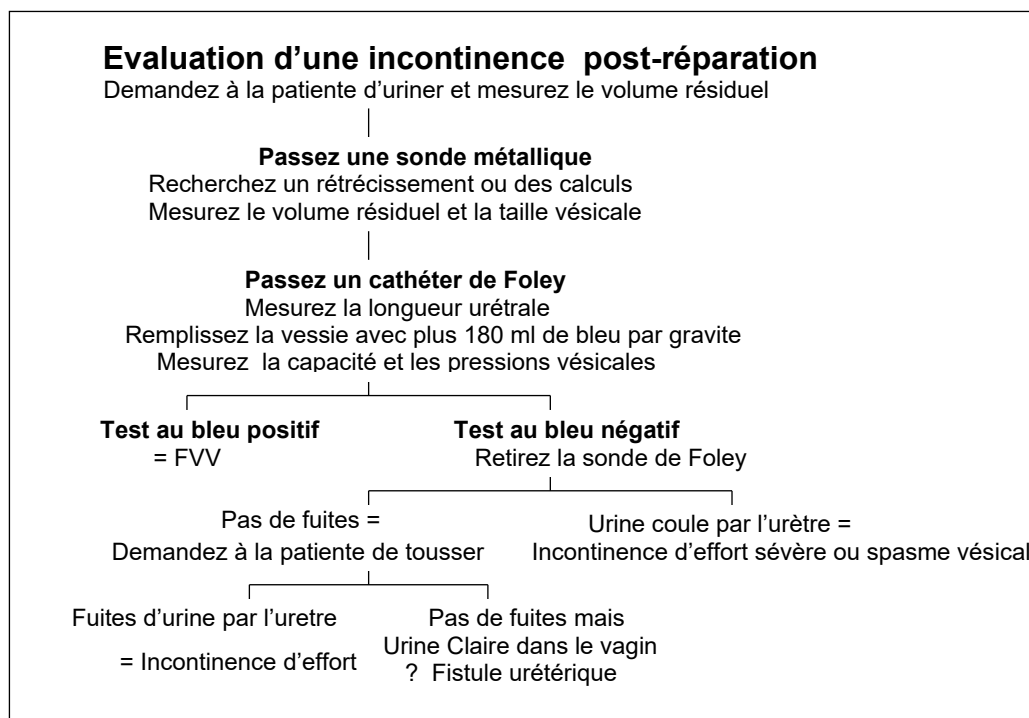 Evaluation d’une incontinence post-réparation
Demandez à la patiente d’uriner et mesurez le volume résiduel
Passez une sonde métallique
Recherchez un rétrécissement ou des calculs
Mesurez le volume résiduel et la taille vésicale
Passez un cathéter de Foley
Mesurez la longueur urétrale
Remplissez la vessie avec plus 180 ml de bleu par gravite
Mesurez la capacité et les pressions vésicales
Test au bleu positif
= FVV
Test au bleu négatif
Retirez la sonde de Foley
Pas de fuites =
Demandez à la patiente de tousser
Urine coule par l’urètre =
Incontinence d’effort sévère ou spasme vésical
Fuites d’urine par l’uretre
= Incontinence d’effort
Pas de fuites mais
Urine Claire dans le vagin
? Fistule urétérique